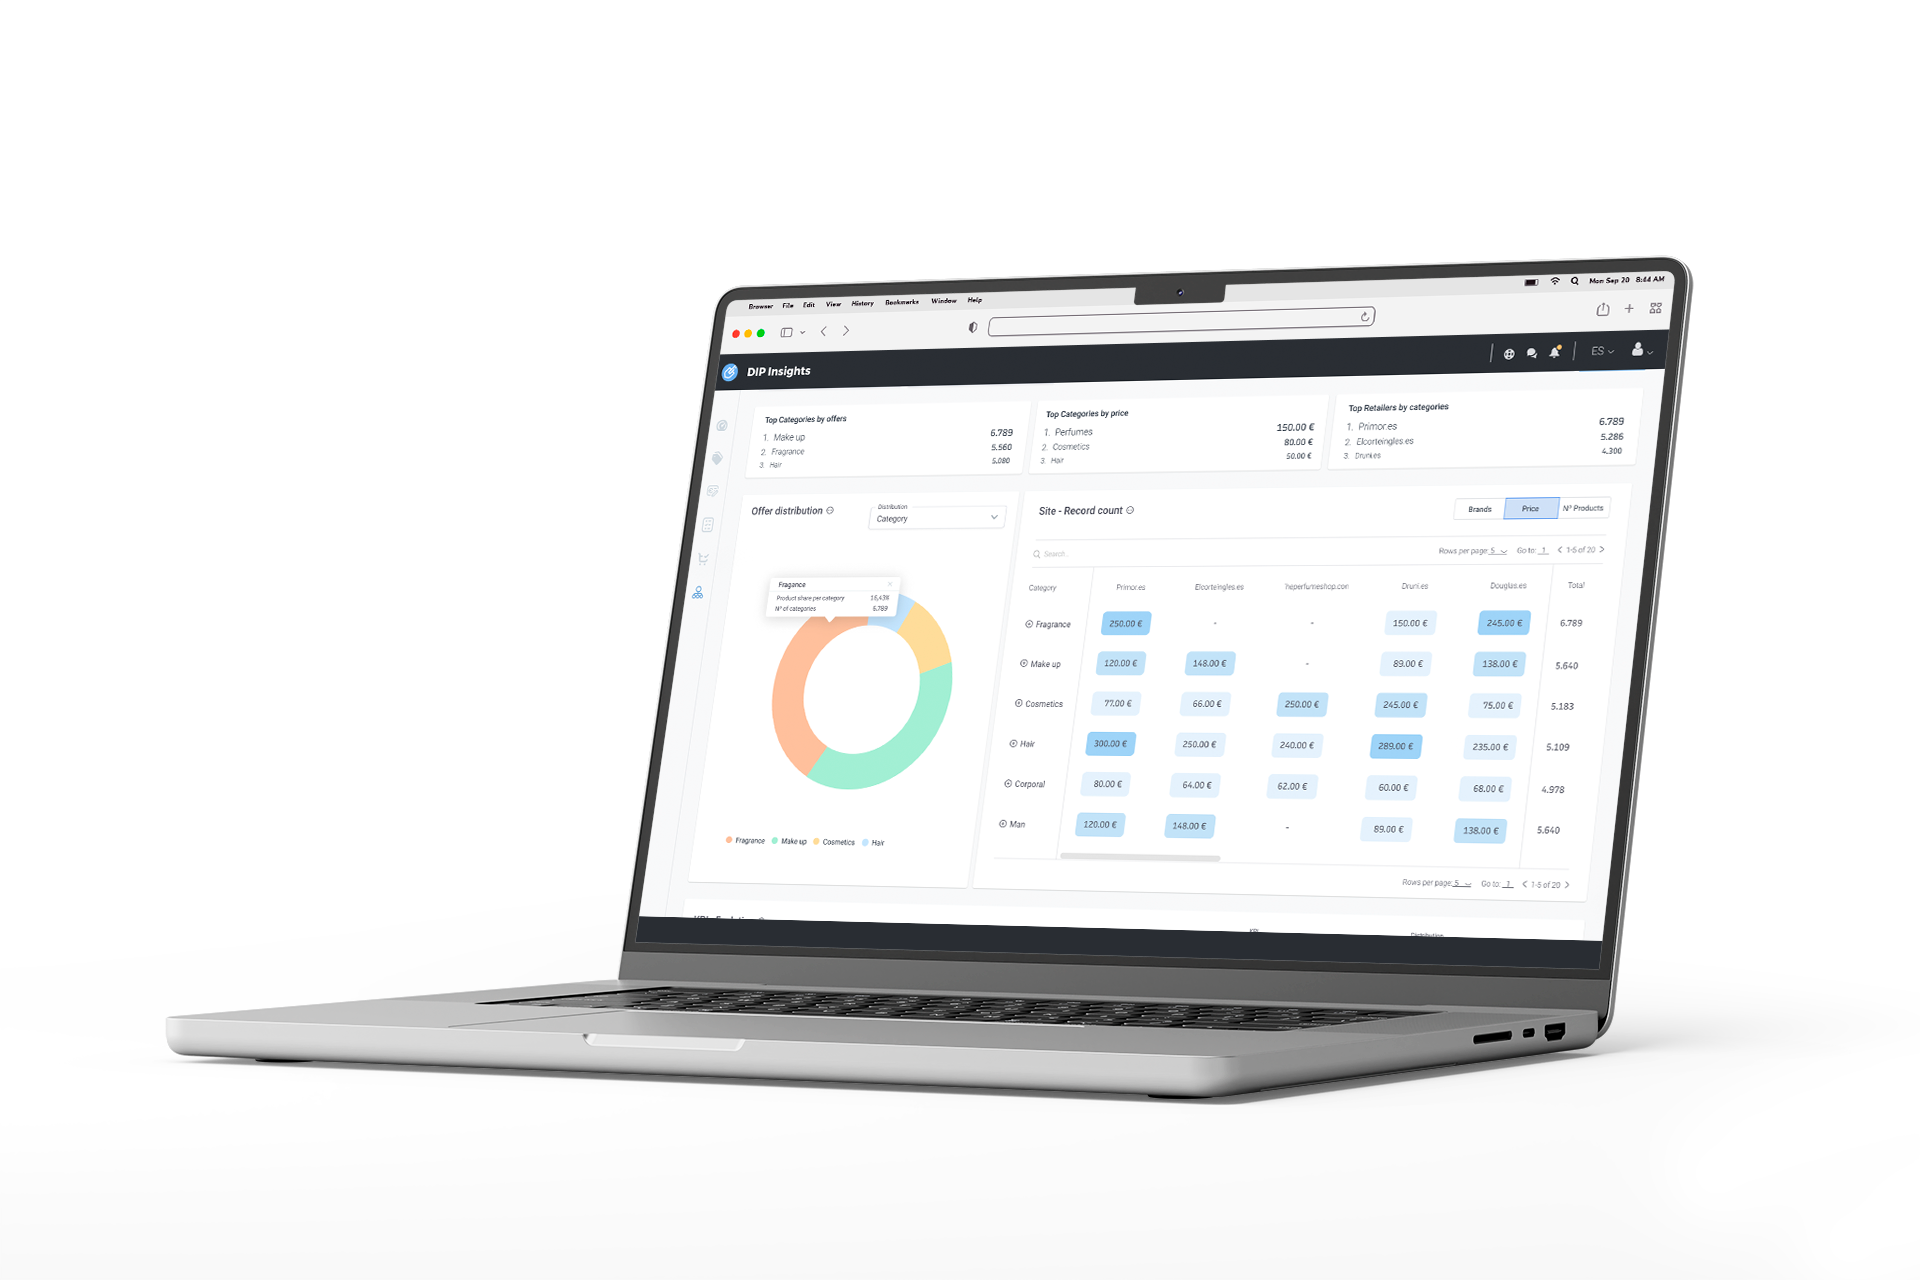 Browser File Edit View History Bookmarks Window Help
Mon Sep 20 8:44 AM
DIP Insights
ES
Top Categories by offers
1. Make up 6.789
2. Fragrance 5.560
3. Hair 5.080
Top Categories by price
1. Perfumes 150.00 €
2. Cosmetics 80.00 €
3. Hair 50.00 €
Top Retailers by categories
1. Primor.es 6.789
2. Elcorteingles.es 5.286
3. Druni.es 4.300
Offer distribution
Distribution
Category
Fragance
Product share per category 15,43%
Nº of categories 6.789
Fragrance Make up Cosmetics Hair
Site - Record count
Brands Price Nº Products
Search...
Rows per page: 5 Go to: 1 1-5 of 20
Category Primor.es Elcorteingles.es heperfumeshop.com Druni.es Douglas.es Total
Fragrance 250.00 € - - 150.00 € 245.00 € 6.789
Make up 120.00 € 148.00 € - 89.00 € 138.00 € 5.640
Cosmetics 77.00 € 66.00 € 250.00 € 245.00 € 75.00 € 5.183
Hair 300.00 € 250.00 € 240.00 € 289.00 € 235.00 € 5.109
Corporal 80.00 € 64.00 € 62.00 € 60.00 € 68.00 € 4.978
Man 120.00 € 148.00 € - 89.00 € 138.00 € 5.640
Rows per page: 5 Go to: 1 1-5 of 20